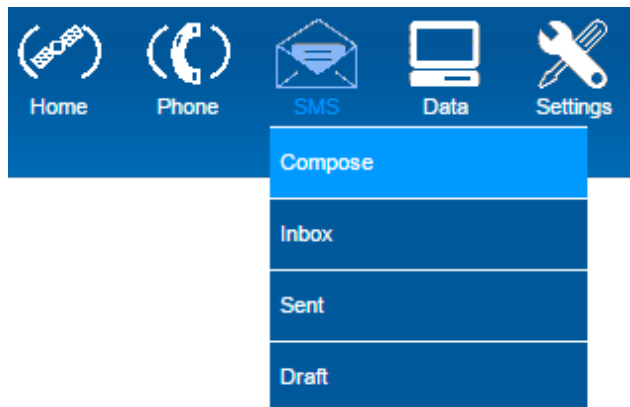 Home Phone SMS Data Settings
Compose
Inbox
Sent
Draft